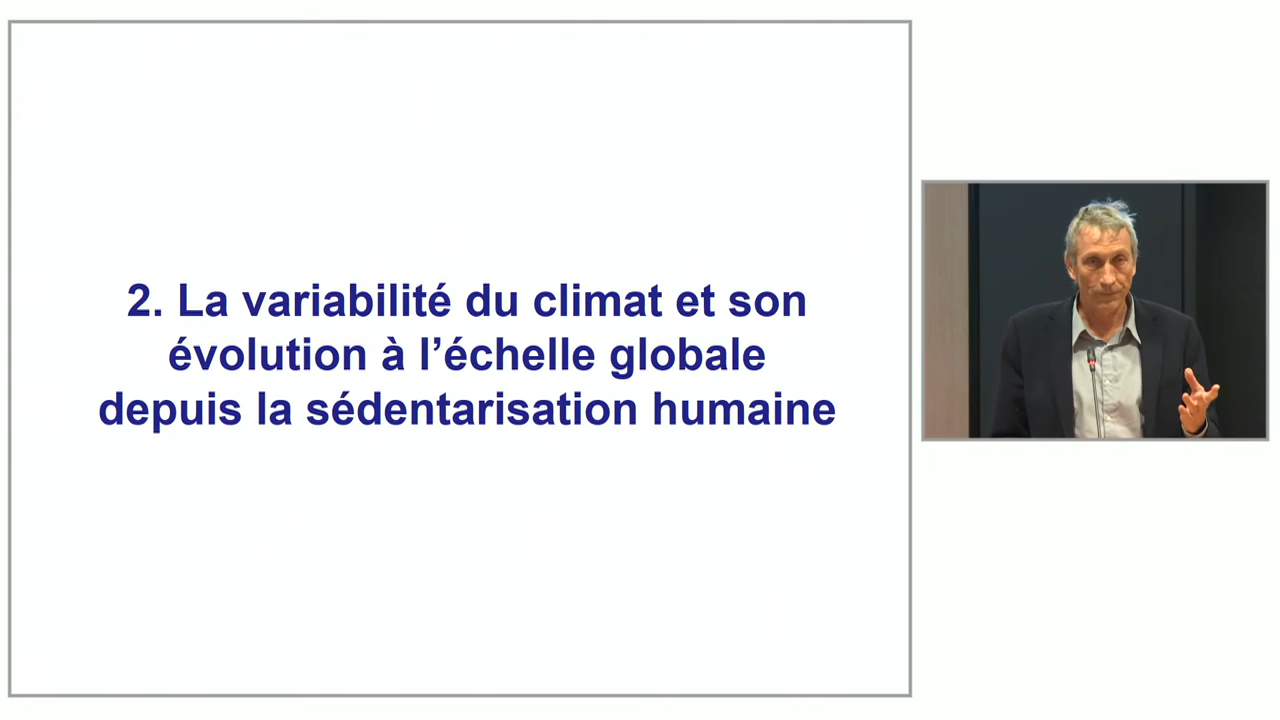 2. La variabilité du climat et son
évolution à l’échelle globale
depuis la sédentarisation humaine